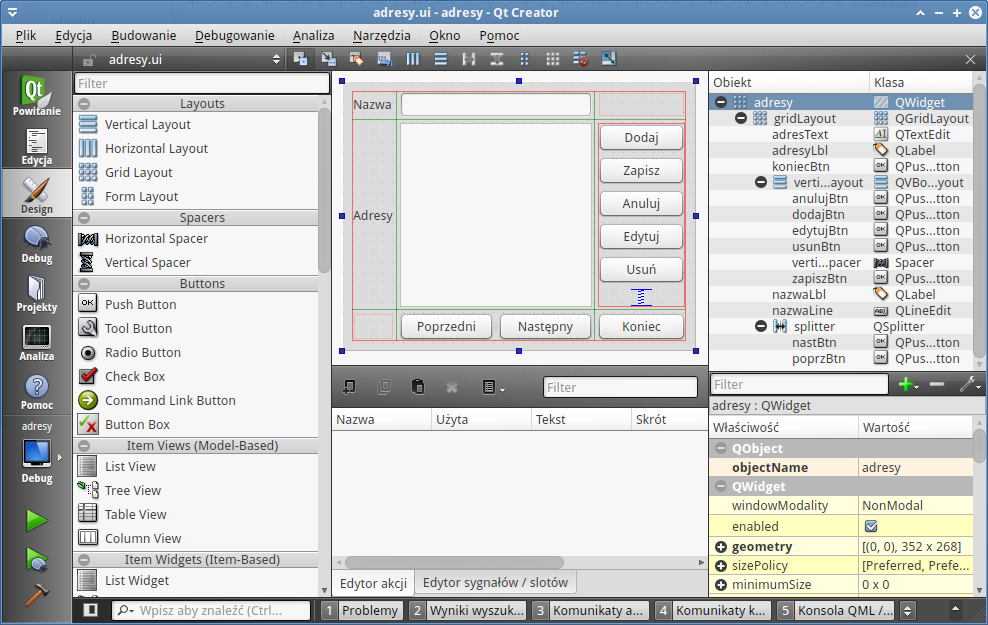 adresy.ui - adresy - Qt Creator
Plik Edycja Budowanie Debugowanie Analiza Narzędzia Okno Pomoc
adresy.ui
Qt
Powitanie
Edycja
Design
Debug
Projekty
Analiza
Pomoc
adresy
Debug
Filter
Layouts
Vertical Layout
Horizontal Layout
Grid Layout
Form Layout
Spacers
Horizontal Spacer
Vertical Spacer
Buttons
OK Push Button
Tool Button
Radio Button
Check Box
Command Link Button
Button Box
Item Views (Model-Based)
List View
Tree View
Table View
Column View
Item Widgets (Item-Based)
List Widget
Nazwa
Adresy
Dodaj
Zapisz
Anuluj
Edytuj
Usuń
Poprzedni Następny Koniec
Filter
Nazwa Użyta Tekst Skrót
Edytor akcji Edytor sygnałów / slotów
Obiekt Klasa
adresy QWidget
gridLayout QGridLayout
adresText QTextEdit
adresyLbl QLabel
koniecBtn QPus...tton
verti...ayout QVBo...yout
anulujBtn QPus...tton
dodajBtn QPus...tton
edytujBtn QPus...tton
usunBtn QPus...tton
verti...pacer Spacer
zapiszBtn QPus...tton
nazwaLbl QLabel
nazwaLine QLineEdit
splitter QSplitter
nastBtn QPus...tton
poprzBtn QPus...tton
Filter
adresy : QWidget
Właściwość Wartość
QObject
objectName adresy
QWidget
windowModality NonModal
enabled
geometry [(0, 0), 352 x 268]
sizePolicy [Preferred, Prefe...
minimumSize 0 x 0
Wpisz aby znaleźć (Ctrl... 1 Problemy 2 Wyniki wyszuk... 3 Komunikaty a... 4 Komunikaty k... 5 Konsola QML /...